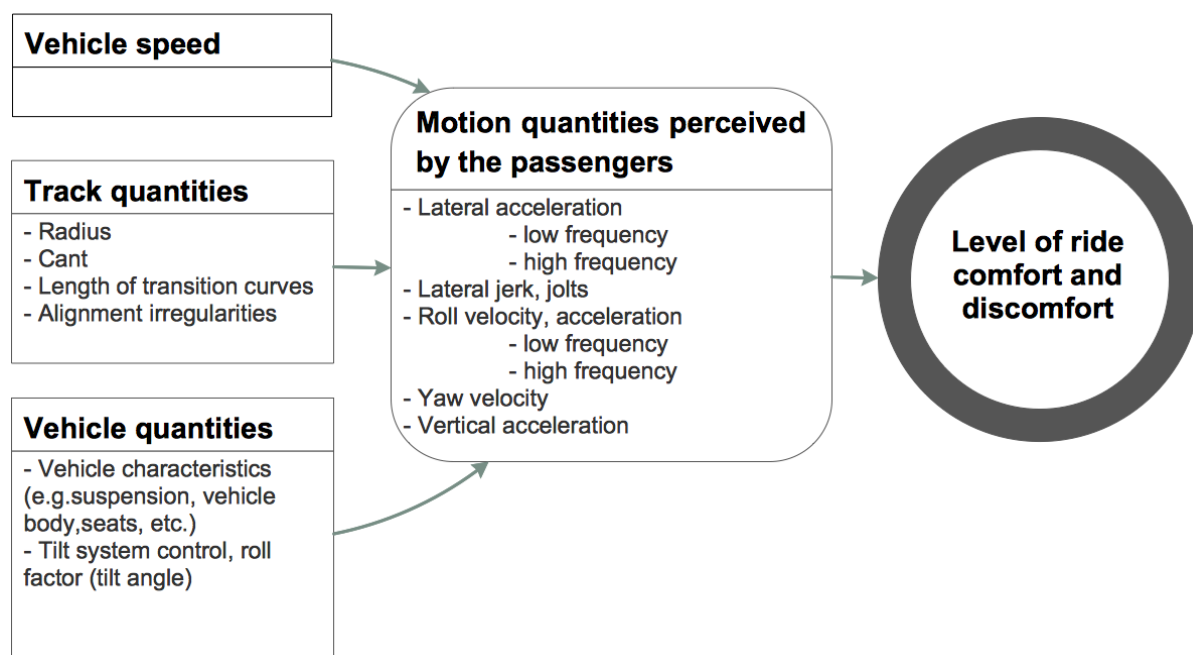 Vehicle speed
Track quantities
- Radius
- Cant
- Length of transition curves
- Alignment irregularities
Vehicle quantities
- Vehicle characteristics
(e.g.suspension, vehicle
body,seats, etc.)
- Tilt system control, roll
factor (tilt angle)
Motion quantities perceived
by the passengers
- Lateral acceleration
- low frequency
- high frequency
- Lateral jerk, jolts
- Roll velocity, acceleration
- low frequency
- high frequency
- Yaw velocity
- Vertical acceleration
Level of ride
comfort and
discomfort